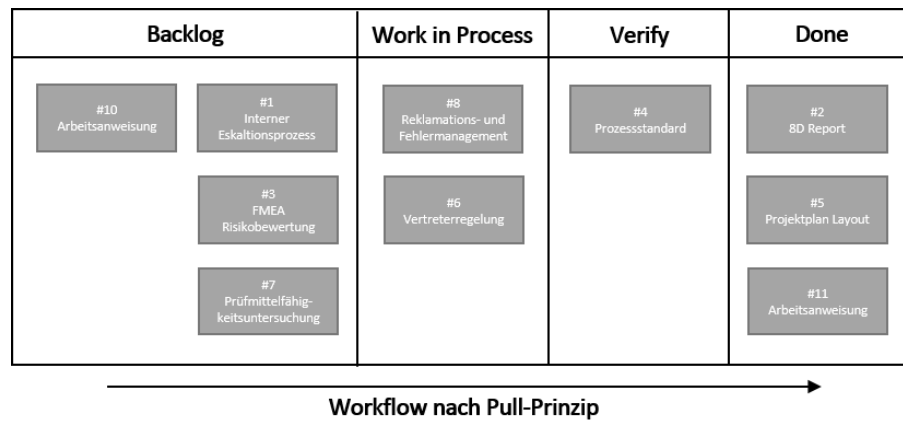 Backlog
Work in Process
Verify
Done
#10
Arbeitsanweisung
#1
Interner
Eskaltionsprozess
#3
FMEA
Risikobewertung
#7
Prüfmittelfähig-
keitsuntersuchung
#8
Reklamations- und
Fehlermanagement
#6
Vertreterregelung
#4
Prozessstandard
#2
8D Report
#5
Projektplan Layout
#11
Arbeitsanweisung
Workflow nach Pull-Prinzip